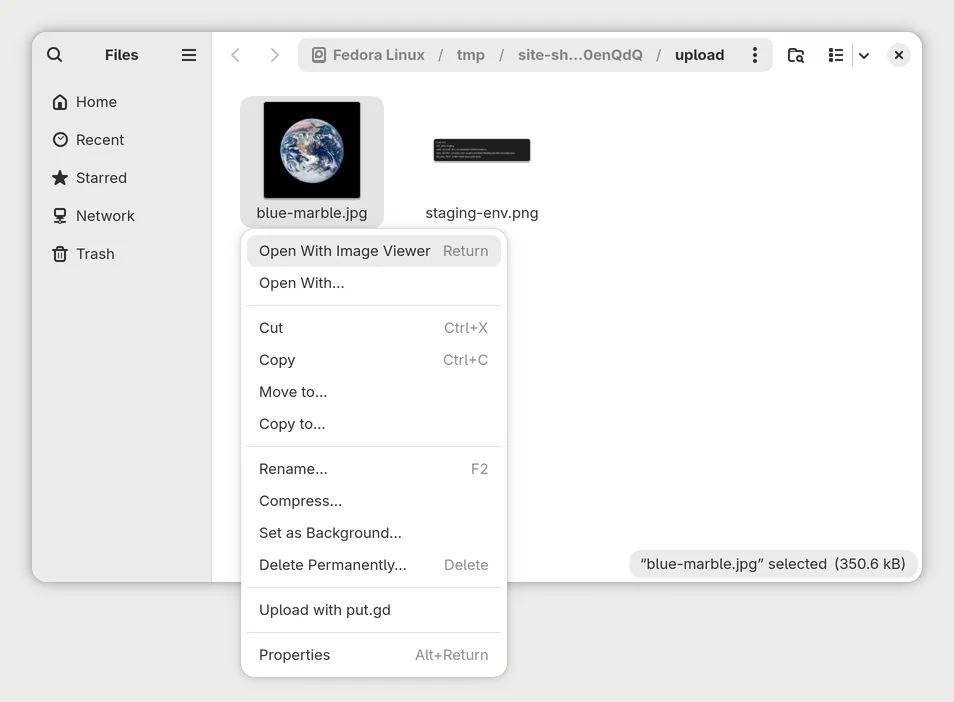 Files
Fedora Linux / tmp / site-sh...0enQdQ / upload
Home
Recent
Starred
Network
Trash
blue-marble.jpg
staging-env.png
Open With Image Viewer Return
Open With...
Cut Ctrl+X
Copy Ctrl+C
Move to...
Copy to...
Rename... F2
Compress...
Set as Background...
Delete Permanently... Delete
Upload with put.gd
Properties Alt+Return
“blue-marble.jpg” selected (350.6 kB)